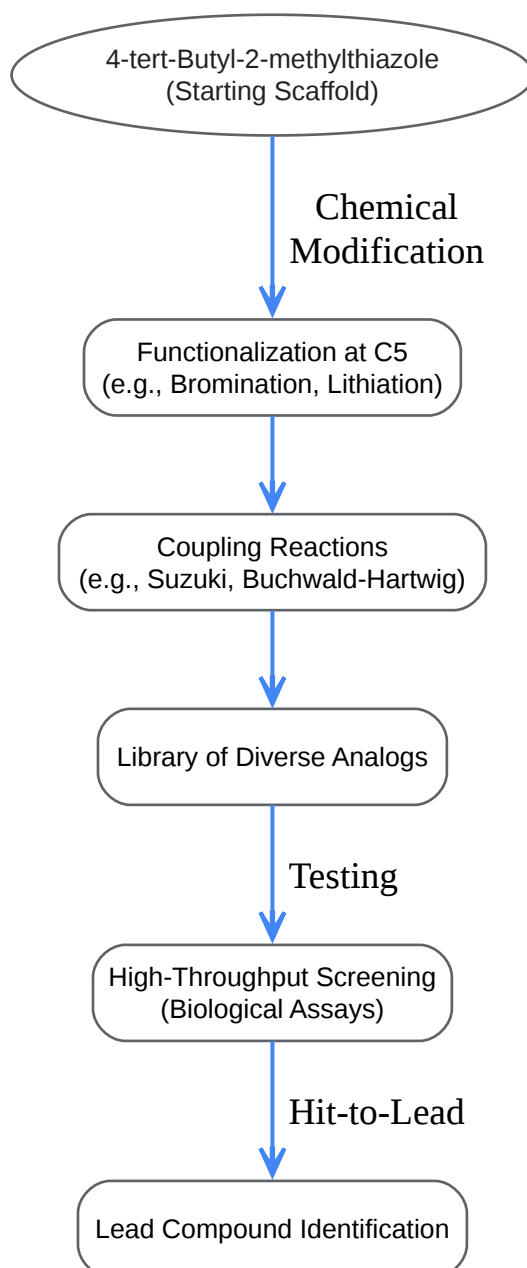 4-tert-Butyl-2-methylthiazole
(Starting Scaffold)
Chemical
Modification
Functionalization at C5
(e.g., Bromination, Lithiation)
Coupling Reactions
(e.g., Suzuki, Buchwald-Hartwig)
Library of Diverse Analogs
Testing
High-Throughput Screening
(Biological Assays)
Hit-to-Lead
Lead Compound Identification